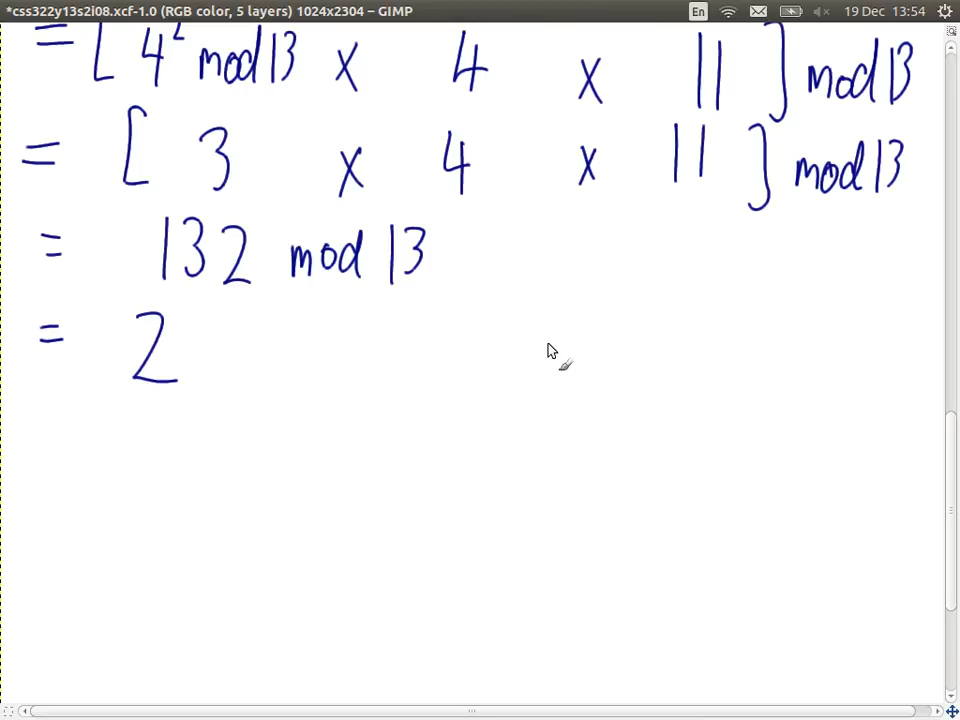 *css322y13s2i08.xcf-1.0 (RGB color, 5 layers) 1024x2304 – GIMP En 19 Dec 13:54
= [ 4² mod 13 x 4 x 11 ] mod 13
= [ 3 x 4 x 11 ] mod 13
= 132 mod 13
= 2